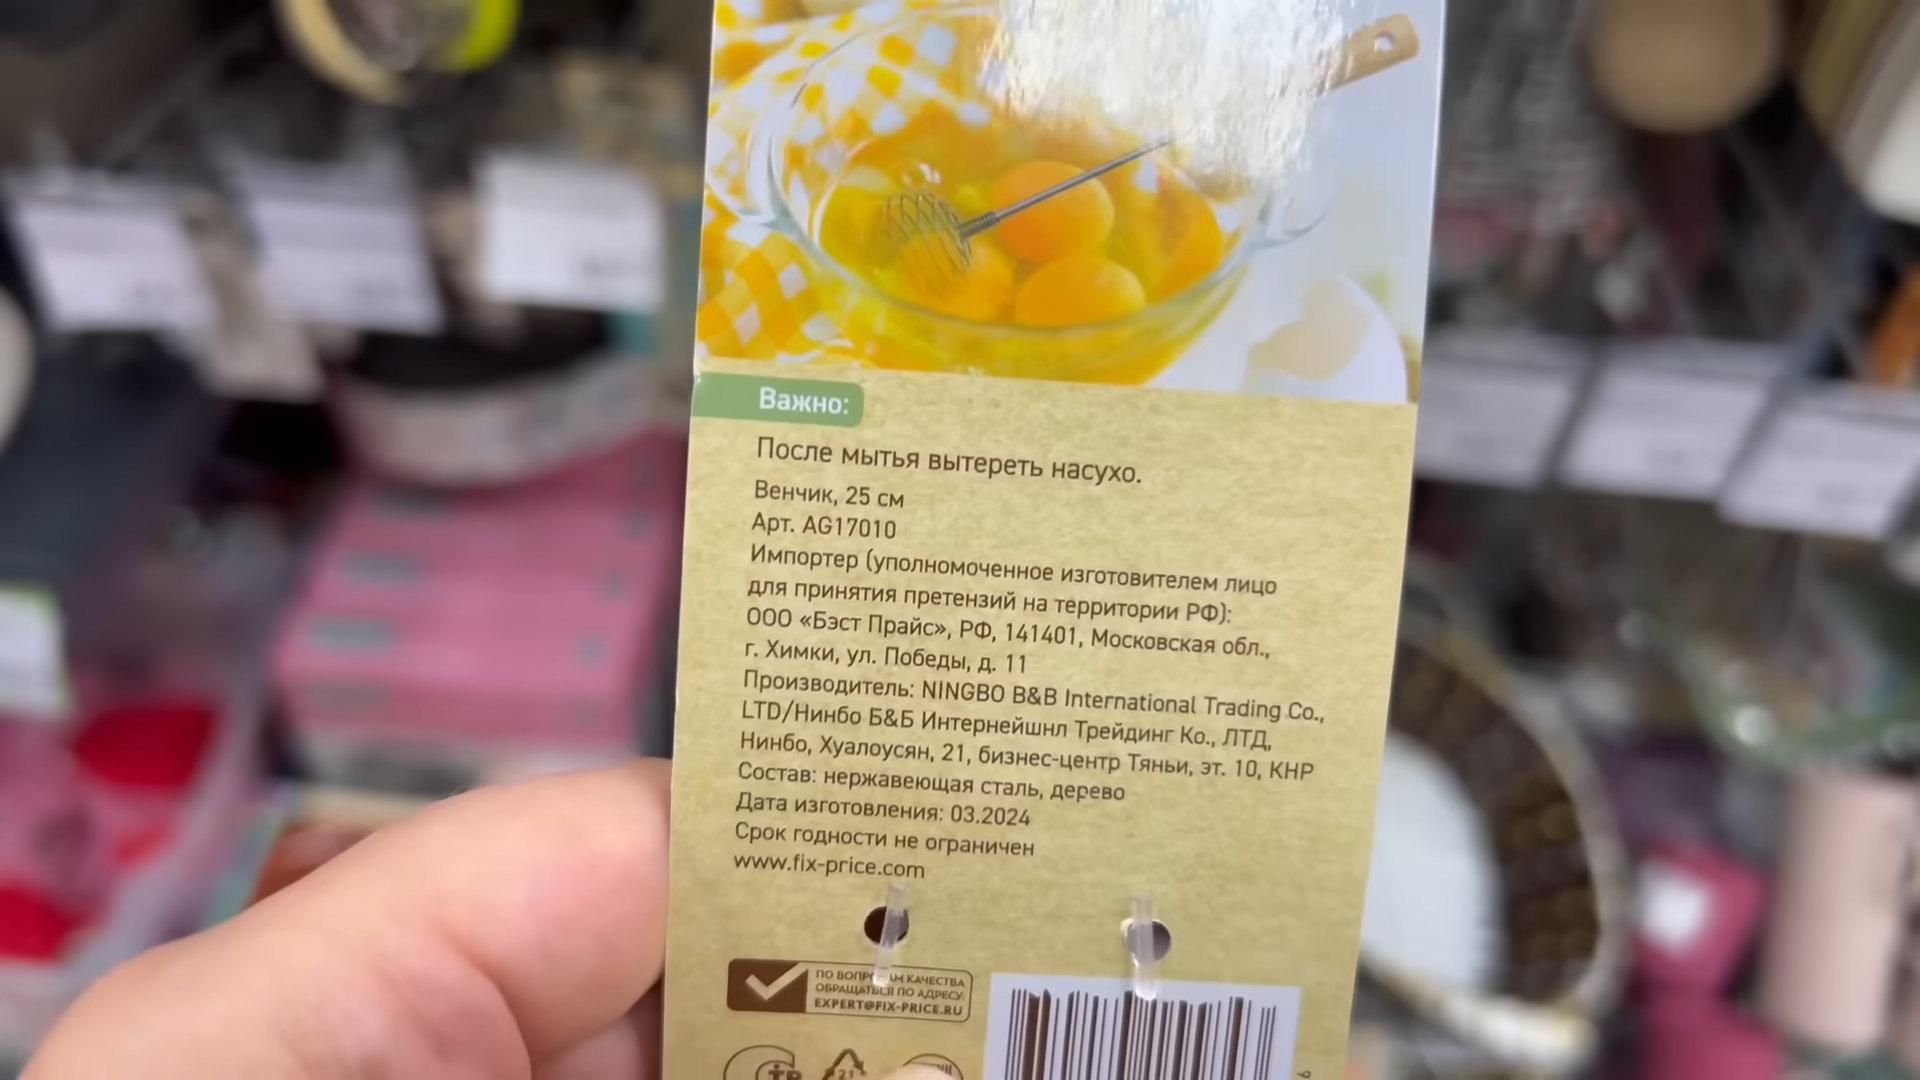 Важно:
После мытья вытереть насухо.
Венчик, 25 см
Арт. AG17010
Импортер (уполномоченное изготовителем лицо
для принятия претензий на территории РФ):
ООО «Бэст Прайс», РФ, 141401, Московская обл.,
г. Химки, ул. Победы, д. 11
Производитель: NINGBO B&B International Trading Co.,
LTD/Нинбо Б&Б Интернейшнл Трейдинг Ко., ЛТД,
Нинбо, Хуалоусян, 21, бизнес-центр Тяньи, эт. 10, КНР
Состав: нержавеющая сталь, дерево
Дата изготовления: 03.2024
Срок годности не ограничен
www.fix-price.com
ПО ВОПРОСАМ КАЧЕСТВА
ОБРАЩАТЬСЯ ПО АДРЕСУ:
EXPERT@FIX-PRICE.RU
21